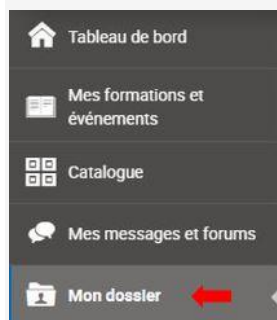 Tableau de bord
Mes formations et
événements
Catalogue
Mes messages et forums
Mon dossier